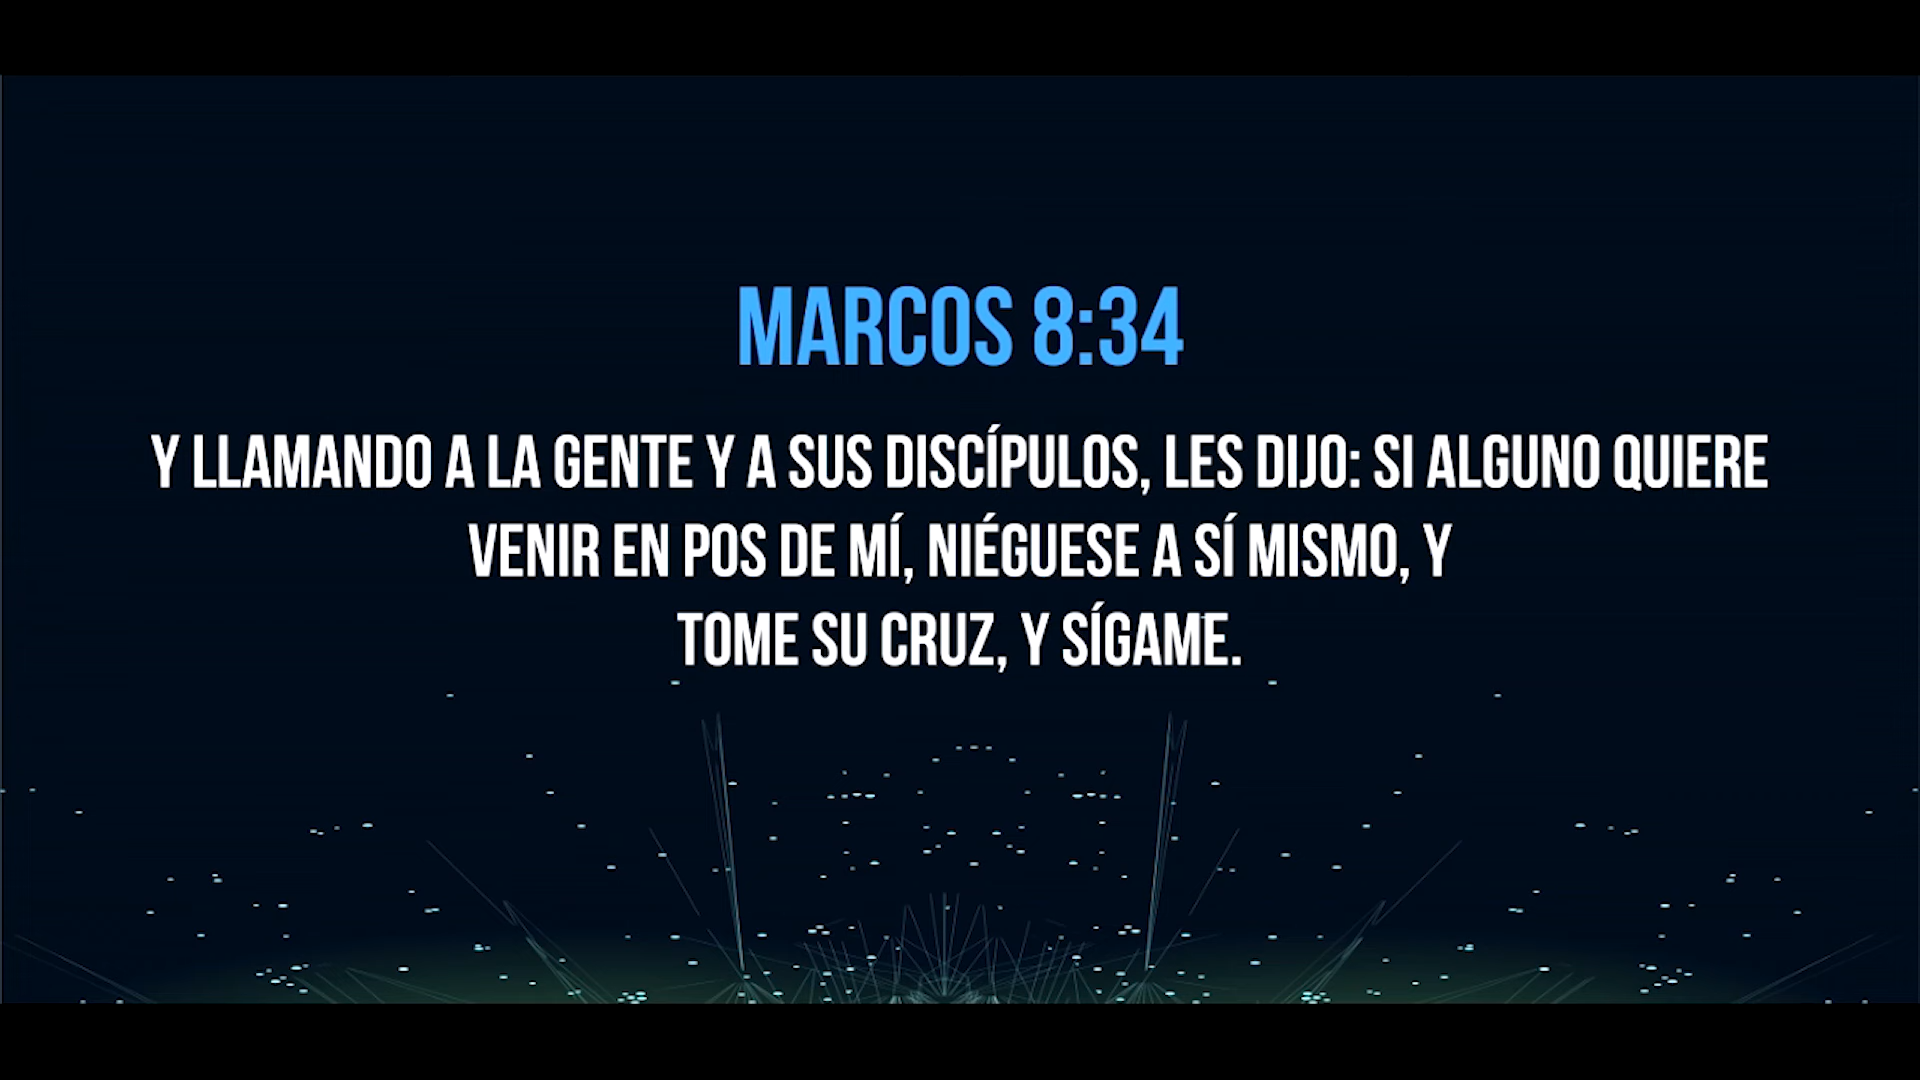 MARCOS 8:34
Y LLAMANDO A LA GENTE Y A SUS DISCÍPULOS, LES DIJO: SI ALGUNO QUIERE
VENIR EN POS DE MÍ, NIÉGUESE A SÍ MISMO, Y
TOME SU CRUZ, Y SÍGAME.